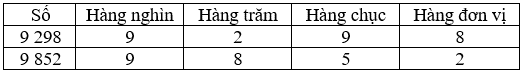 Số Hàng nghìn Hàng trăm Hàng chục Hàng đơn vị
9 298 9 2 9 8
9 852 9 8 5 2